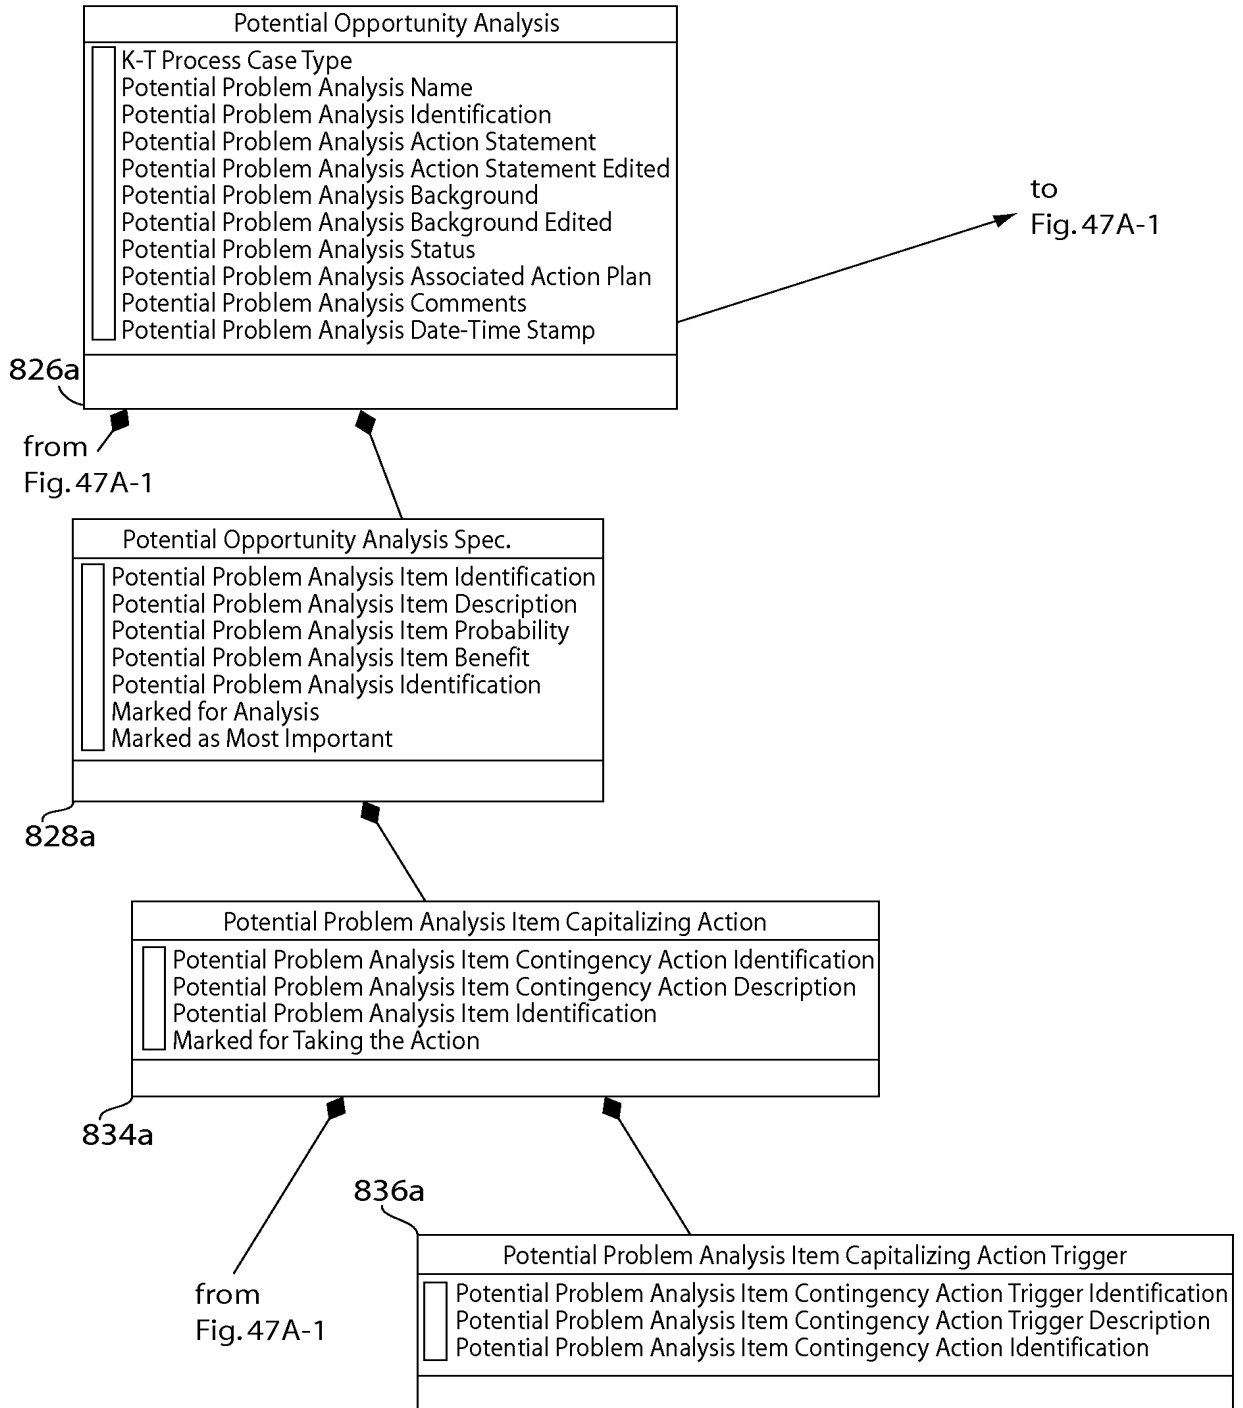 Potential Opportunity Analysis
K-T Process Case Type
Potential Problem Analysis Name
Potential Problem Analysis Identification
Potential Problem Analysis Action Statement
Potential Problem Analysis Action Statement Edited
Potential Problem Analysis Background
Potential Problem Analysis Background Edited
Potential Problem Analysis Status
Potential Problem Analysis Associated Action Plan
Potential Problem Analysis Comments
Potential Problem Analysis Date-Time Stamp
to
Fig. 47A-1
826a
from
Fig. 47A-1
Potential Opportunity Analysis Spec.
Potential Problem Analysis Item Identification
Potential Problem Analysis Item Description
Potential Problem Analysis Item Probability
Potential Problem Analysis Item Benefit
Potential Problem Analysis Identification
Marked for Analysis
Marked as Most Important
828a
Potential Problem Analysis Item Capitalizing Action
Potential Problem Analysis Item Contingency Action Identification
Potential Problem Analysis Item Contingency Action Description
Potential Problem Analysis Item Identification
Marked for Taking the Action
834a
836a
Potential Problem Analysis Item Capitalizing Action Trigger
Potential Problem Analysis Item Contingency Action Trigger Identification
Potential Problem Analysis Item Contingency Action Trigger Description
Potential Problem Analysis Item Contingency Action Identification
from
Fig. 47A-1